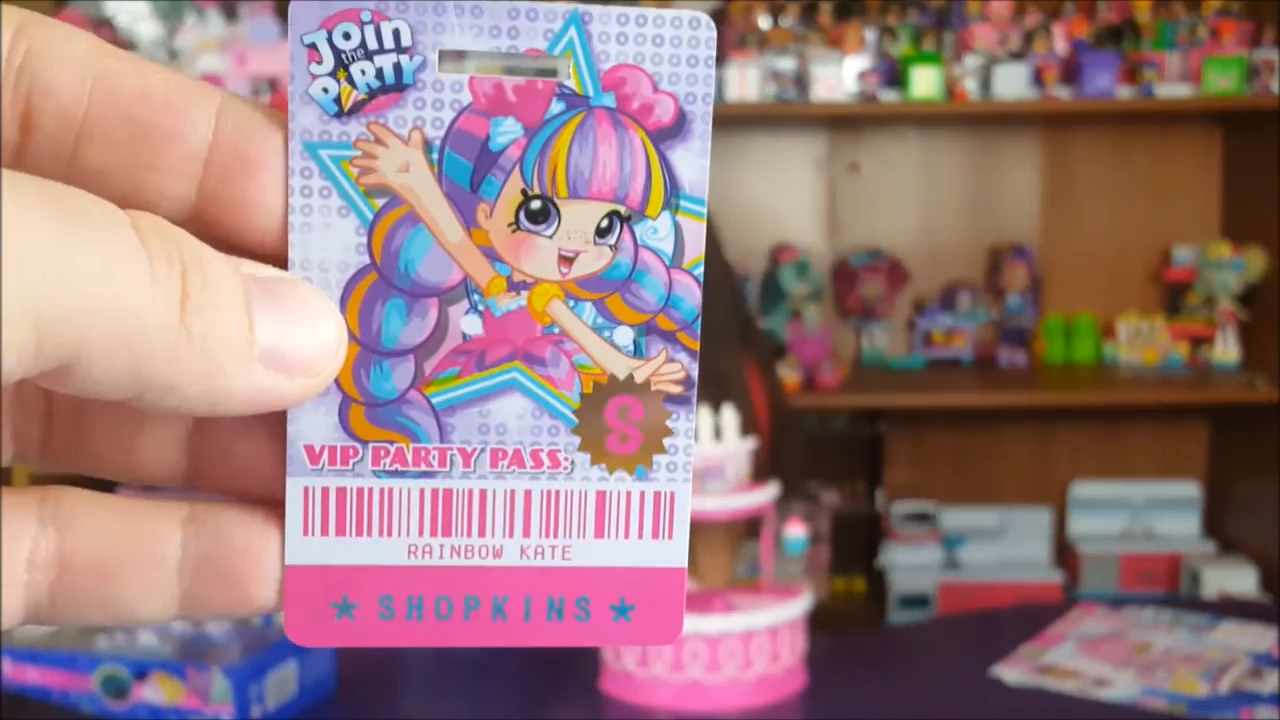 Join
the
PARTY
S
VIP PARTY PASS:
RAINBOW KATE
★ SHOPKINS ★